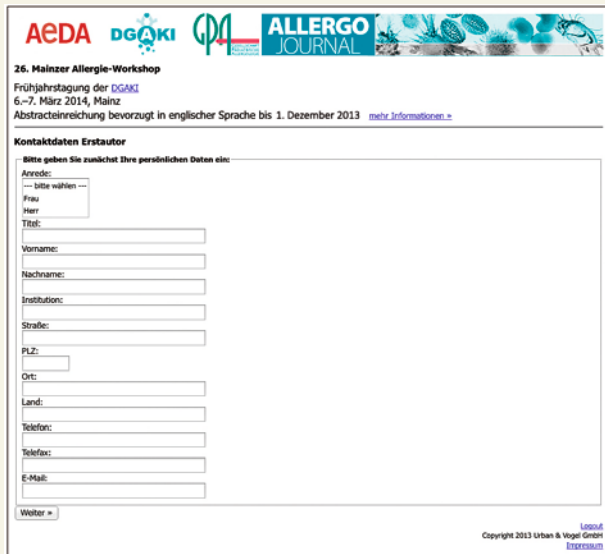 AeDA DGAKI GPA ALLERGO
JOURNAL
26. Mainzer Allergie-Workshop
Frühjahrstagung der DGAKI
6.–7. März 2014, Mainz
Abstracteinreichung bevorzugt in englischer Sprache bis 1. Dezember 2013 mehr Informationen »
Kontaktdaten Erstautor
Bitte geben Sie zunächst Ihre persönlichen Daten ein:
Anrede:
--- bitte wählen ---
Frau
Herr
Titel:
Vorname:
Nachname:
Institution:
Straße:
PLZ:
Ort:
Land:
Telefon:
Telefax:
E-Mail:
Weiter »
Logout
Copyright 2013 Urban & Vogel GmbH
Impressum